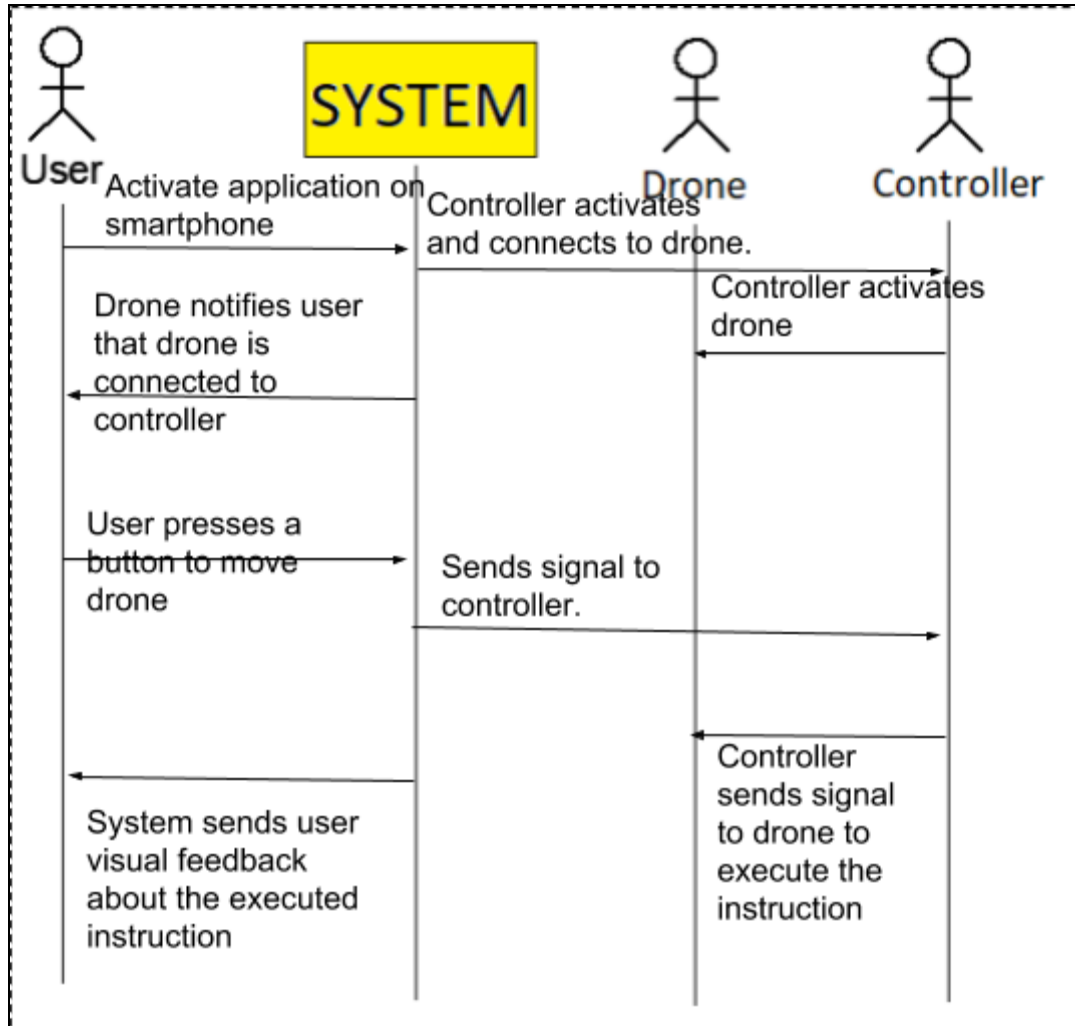 User
SYSTEM
Drone
Controller
Activate application on
smartphone
Controller activates
and connects to drone.
Controller activates
drone
Drone notifies user
that drone is
connected to
controller
User presses a
button to move
drone
Sends signal to
controller.
Controller
sends signal
to drone to
execute the
instruction
System sends user
visual feedback
about the executed
instruction